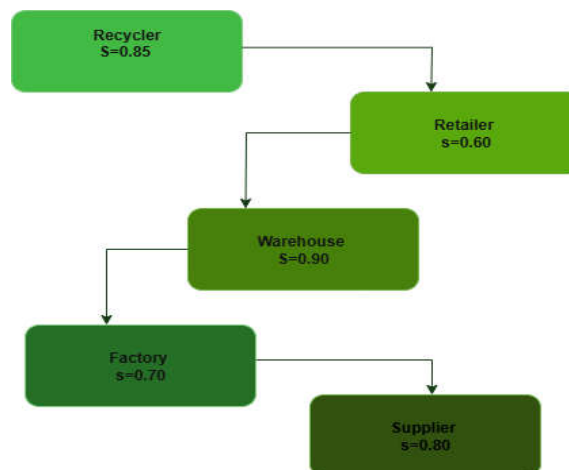 Recycler
S=0.85
Retailer
s=0.60
Warehouse
S=0.90
Factory
s=0.70
Supplier
s=0.80